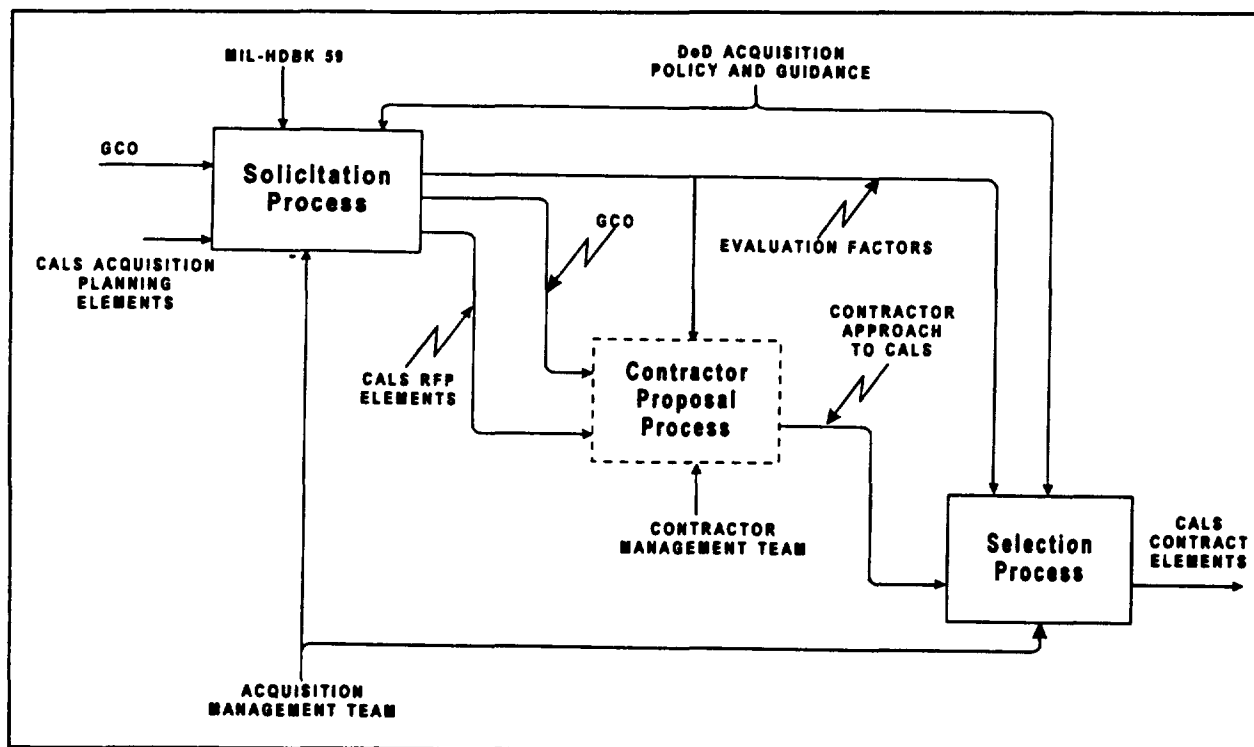 MIL-HDBK 59
DoD ACQUISITION
POLICY AND GUIDANCE
GCO
Solicitation
Process
CALS ACQUISITION
PLANNING
ELEMENTS
GCO
EVALUATION FACTORS
CALS RFP
ELEMENTS
CONTRACTOR
APPROACH
TO CALS
Contractor
Proposal
Process
CONTRACTOR
MANAGEMENT TEAM
Selection
Process
CALS
CONTRACT
ELEMENTS
ACQUISITION
MANAGEMENT TEAM